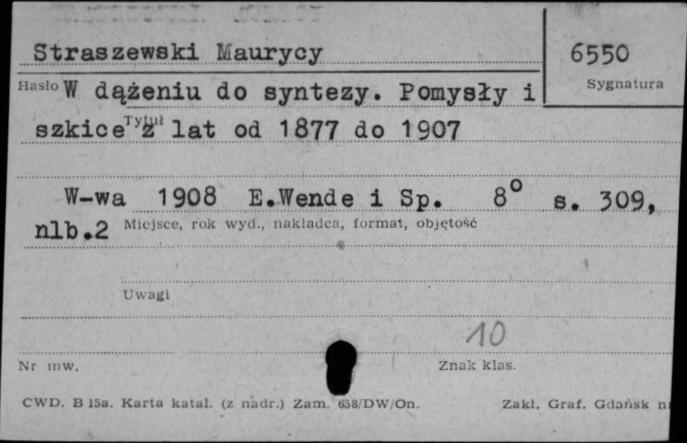 Straszewski Maurycy
6550
Sygnatura
Hasło W dążeniu do syntezy. Pomysły i
szkice Tytuł z lat od 1877 do 1907
W-wa 1908 E.Wende i Sp. 8° s. 309,
nlb.2 Miejsce, rok wyd., nakładca, format, objętość
Uwagi
10
Nr inw. Znak klas.
CWD. B 15a. Karta katal. (z nadr.) Zam. 658/DW/On. Zakł. Graf. Gdańsk